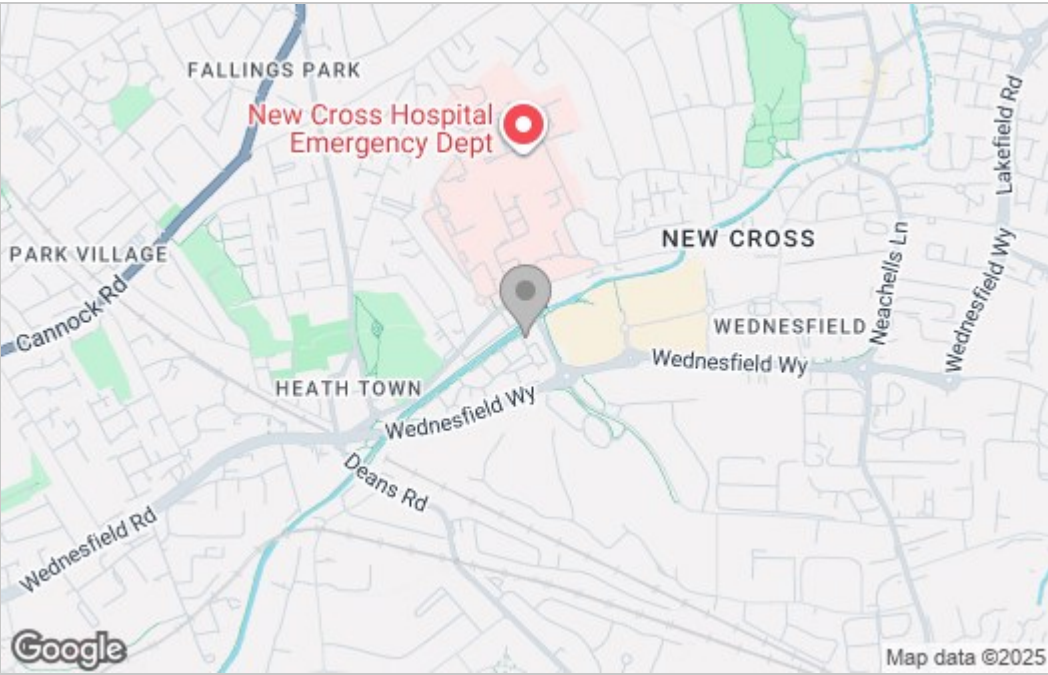 FALLINGS PARK
New Cross Hospital
Emergency Dept
Lakefield Rd
PARK VILLAGE
NEW CROSS
Neachells Ln
Wednesfield Wy
Cannock Rd
WEDNESFIELD
Wednesfield Wy
HEATH TOWN
Wednesfield Wy
Deans Rd
Wednesfield Rd
Google
Map data ©2025